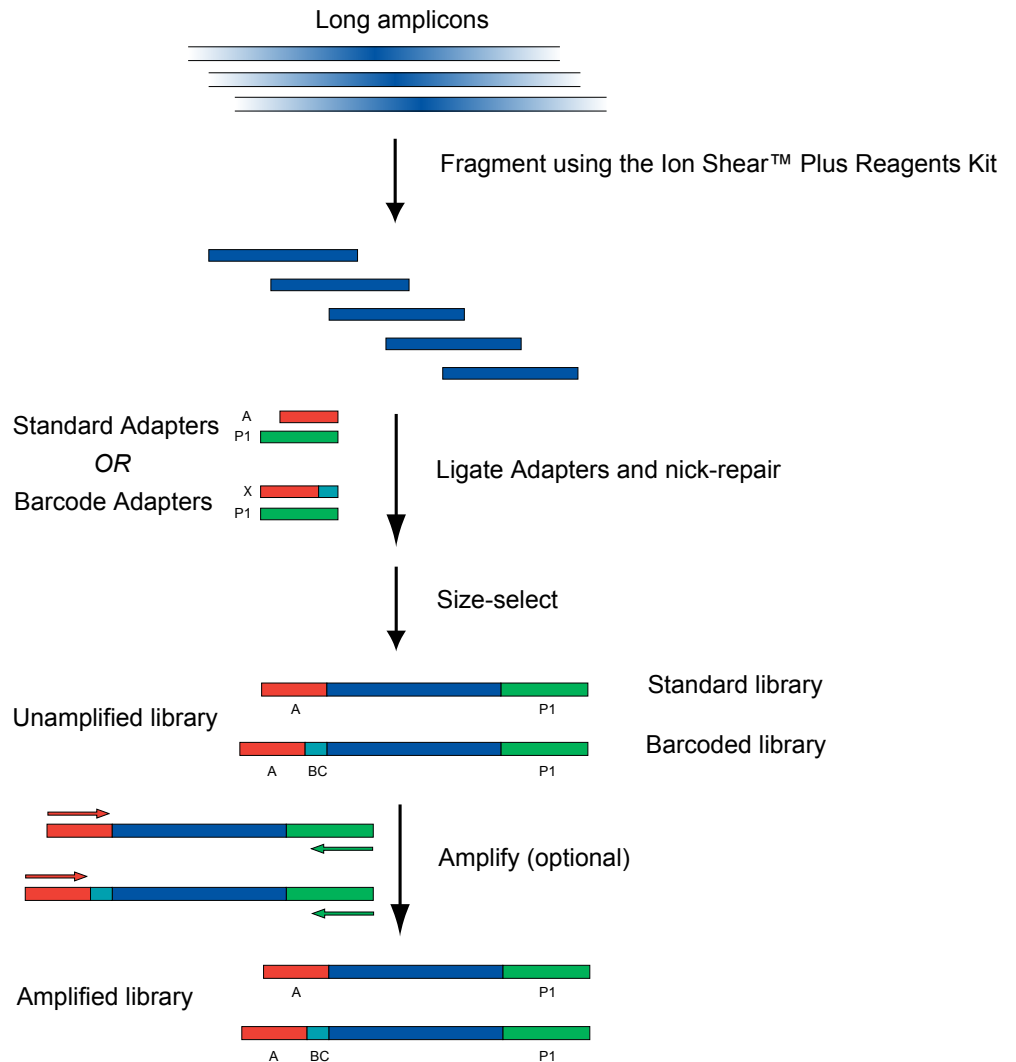 Long amplicons
Fragment using the Ion Shear™ Plus Reagents Kit
Standard Adapters
OR
Barcode Adapters
A
P1
X
P1
Ligate Adapters and nick-repair
Size-select
Unamplified library
A
P1
Standard library
A
BC
P1
Barcoded library
Amplify (optional)
Amplified library
A
P1
A
BC
P1